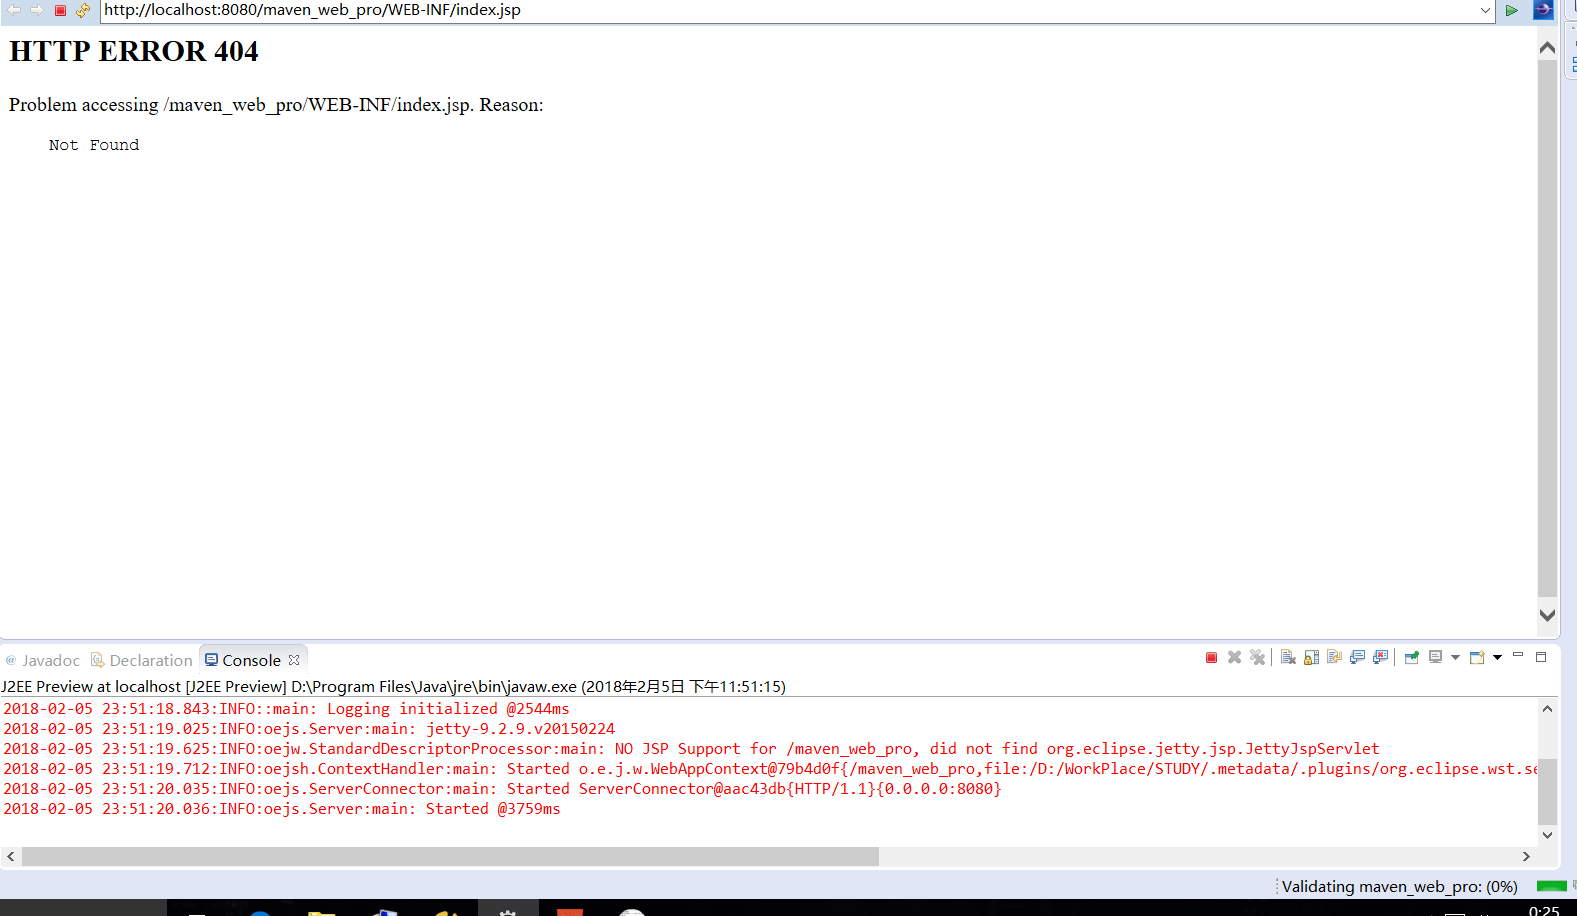 http://localhost:8080/maven_web_pro/WEB-INF/index.jsp
HTTP ERROR 404
Problem accessing /maven_web_pro/WEB-INF/index.jsp. Reason:
Not Found
@ Javadoc Declaration Console
J2EE Preview at localhost [J2EE Preview] D:\Program Files\Java\jre\bin\javaw.exe (2018年2月5日 下午11:51:15)
2018-02-05 23:51:18.843:INFO::main: Logging initialized @2544ms
2018-02-05 23:51:19.025:INFO:oejs.Server:main: jetty-9.2.9.v20150224
2018-02-05 23:51:19.625:INFO:oejw.StandardDescriptorProcessor:main: NO JSP Support for /maven_web_pro, did not find org.eclipse.jetty.jsp.JettyJspServlet
2018-02-05 23:51:19.712:INFO:oejsh.ContextHandler:main: Started o.e.j.w.WebAppContext@79b4d0f{/maven_web_pro,file:/D:/WorkPlace/STUDY/.metadata/.plugins/org.eclipse.wst.se
2018-02-05 23:51:20.035:INFO:oejs.ServerConnector:main: Started ServerConnector@aac43db{HTTP/1.1}{0.0.0.0:8080}
2018-02-05 23:51:20.036:INFO:oejs.Server:main: Started @3759ms
Validating maven_web_pro: (0%)
0:25